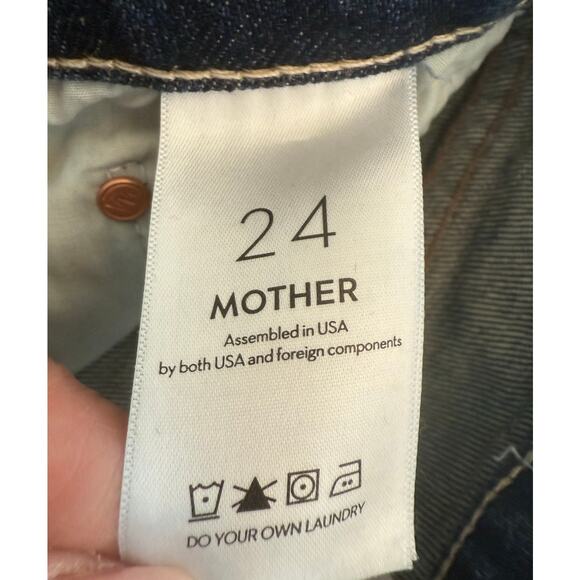 24
MOTHER
Assembled in USA
by both USA and foreign components
DO YOUR OWN LAUNDRY